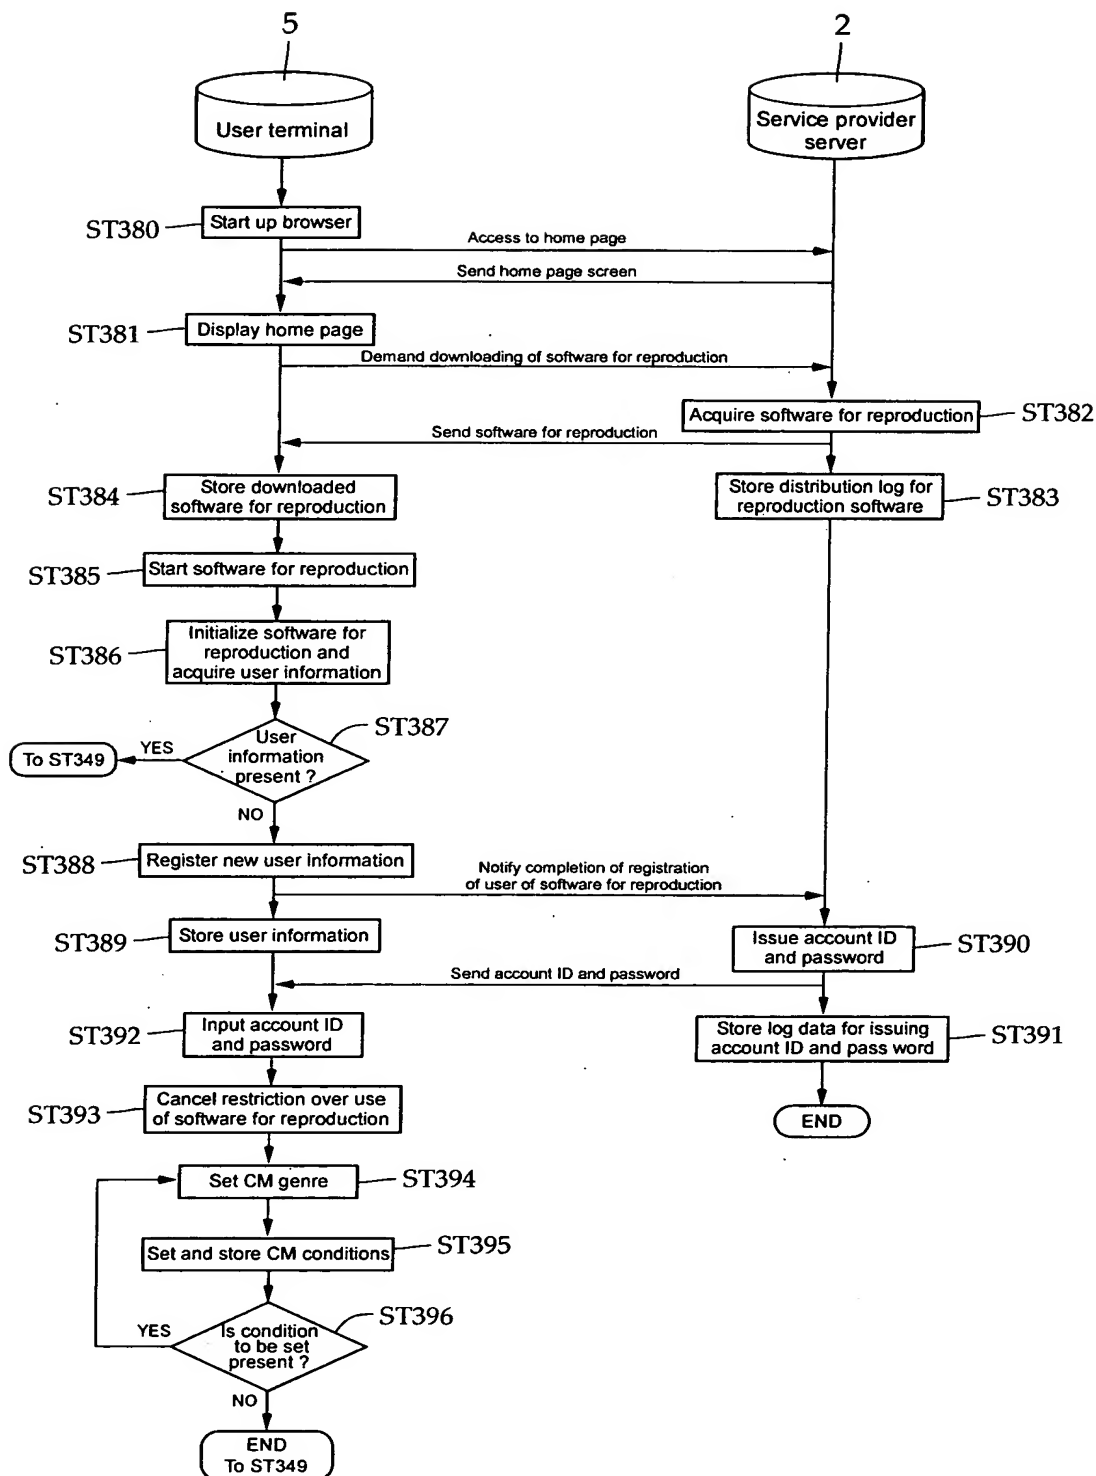 5
2
User terminal
Service provider
server
ST380
Start up browser
Access to home page
Send home page screen
ST381
Display home page
Demand downloading of software for reproduction
Acquire software for reproduction
ST382
Send software for reproduction
ST384
Store downloaded
software for reproduction
Store distribution log for
reproduction software
ST383
ST385
Start software for reproduction
ST386
Initialize software for
reproduction and
acquire user information
ST387
User
information
present ?
YES
To ST349
NO
ST388
Register new user information
Notify completion of registration
of user of software for reproduction
ST389
Store user information
Issue account ID
and password
ST390
Send account ID and password
ST392
Input account ID
and password
Store log data for issuing
account ID and pass word
ST391
ST393
Cancel restriction over use
of software for reproduction
END
Set CM genre
ST394
Set and store CM conditions
ST395
ST396
YES
Is condition
to be set
present ?
NO
END
To ST349